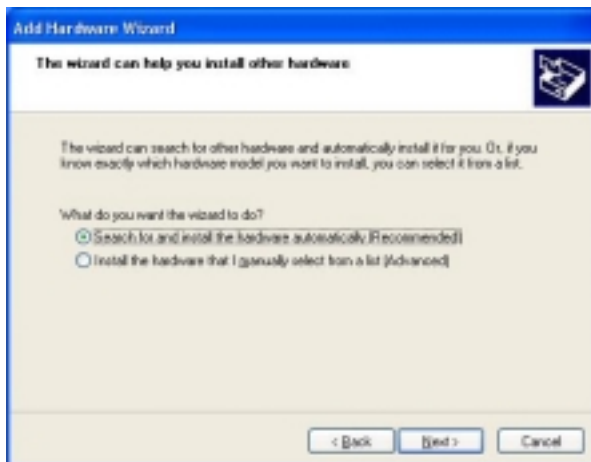 Add Hardware Wizard
The wizard can help you install other hardware
The wizard can search for other hardware and automatically install it for you. Or, if you
know exactly which hardware model you want to install, you can select it from a list.
What do you want the wizard to do?
Search for and install the hardware automatically (Recommended)
Install the hardware that I manually select from a list (Advanced)
< Back Next > Cancel